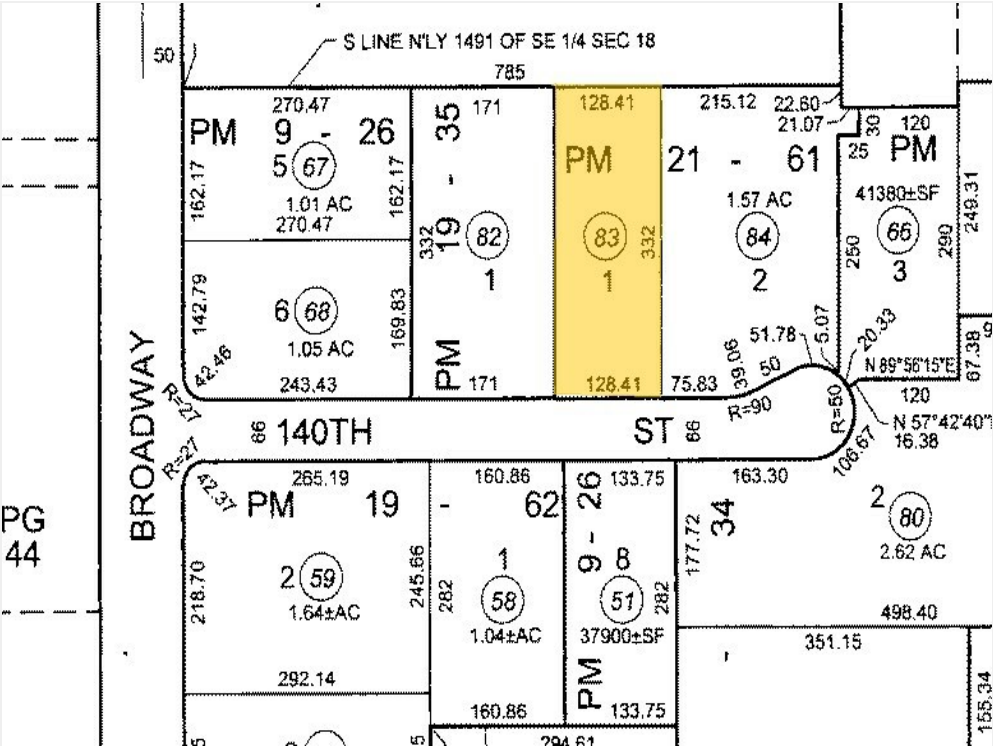 50
S LINE N'LY 1491 OF SE 1/4 SEC 18
785
270.47
171
128.41
215.12
22.60
21.07
30
120
PM 9 - 26
PM 19 - 35
PM 21 - 61
25
PM
5 67
162.17
162.17
1.01 AC
270.47
1.57 AC
41380±SF
249.31
82
332
83
332
84
250
66
290
1
1
2
3
142.79
6 68
169.83
1.05 AC
5.07
20.33
51.78
67.38
9
39.06
50
N 89°56'15"E
42.46
R=27
243.43
171
128.41
75.83
R=90
R=50
120
N 57°42'40"
16.38
BROADWAY
66
140TH
ST
66
106.67
R=27
42.37
265.19
160.86
133.75
163.30
PM 19 - 62
PM 9 - 26
34
PG
44
2 80
2.62 AC
177.72
218.70
2 59
1.64±AC
245.66
282
1
58
1.04±AC
8
51
282
37900±SF
498.40
351.15
292.14
160.86
133.75
155.34
294.61